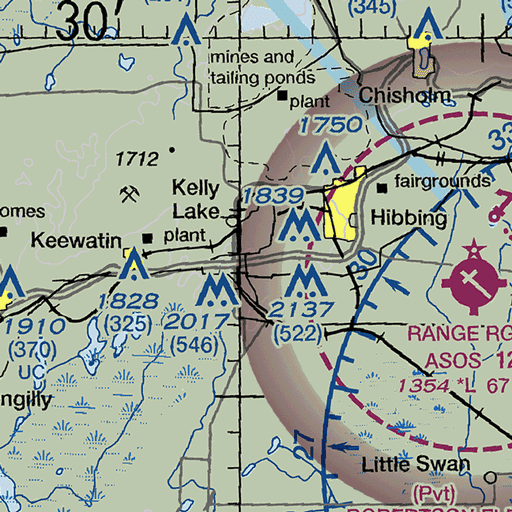 30'
(345)
mines and
tailing ponds
plant
Chisholm
1750
33
1712
Kelly
Lake
1839
fairgrounds
Hibbing
omes
Keewatin
plant
30
1828
(325)
2017
(546)
2137
(522)
1910
(370)
UC
RANGE RG
ASOS 12
1354 *L 67
ngilly
27
Little Swan
(Pvt)